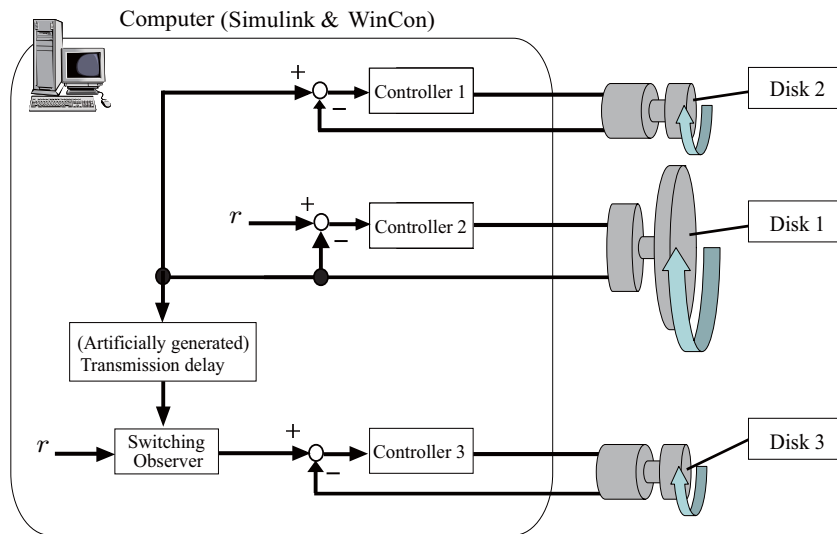 Computer (Simulink & WinCon)
+
−
Controller 1
Disk 2
r
+
−
Controller 2
Disk 1
(Artificially generated)
Transmission delay
r
Switching
Observer
+
−
Controller 3
Disk 3